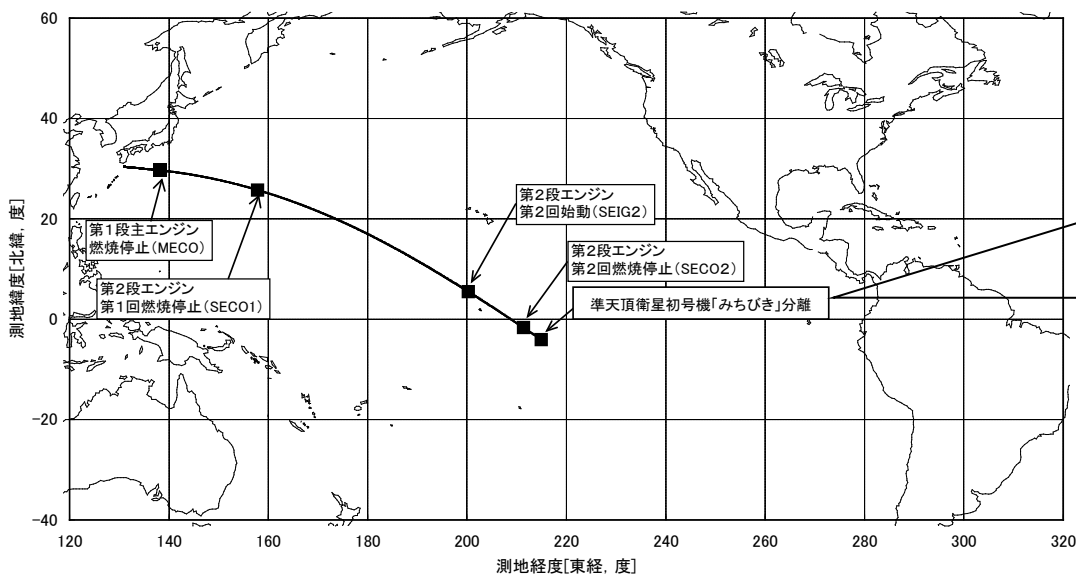 60
40
20
0
-20
-40
測地緯度[北緯, 度]
第1段主エンジン
燃焼停止(MECO)
第2段エンジン
第1回燃焼停止(SECO1)
第2段エンジン
第2回始動(SEIG2)
第2段エンジン
第2回燃焼停止(SECO2)
準天頂衛星初号機「みちびき」分離
120 140 160 180 200 220 240 260 280 300 320
測地経度[東経, 度]